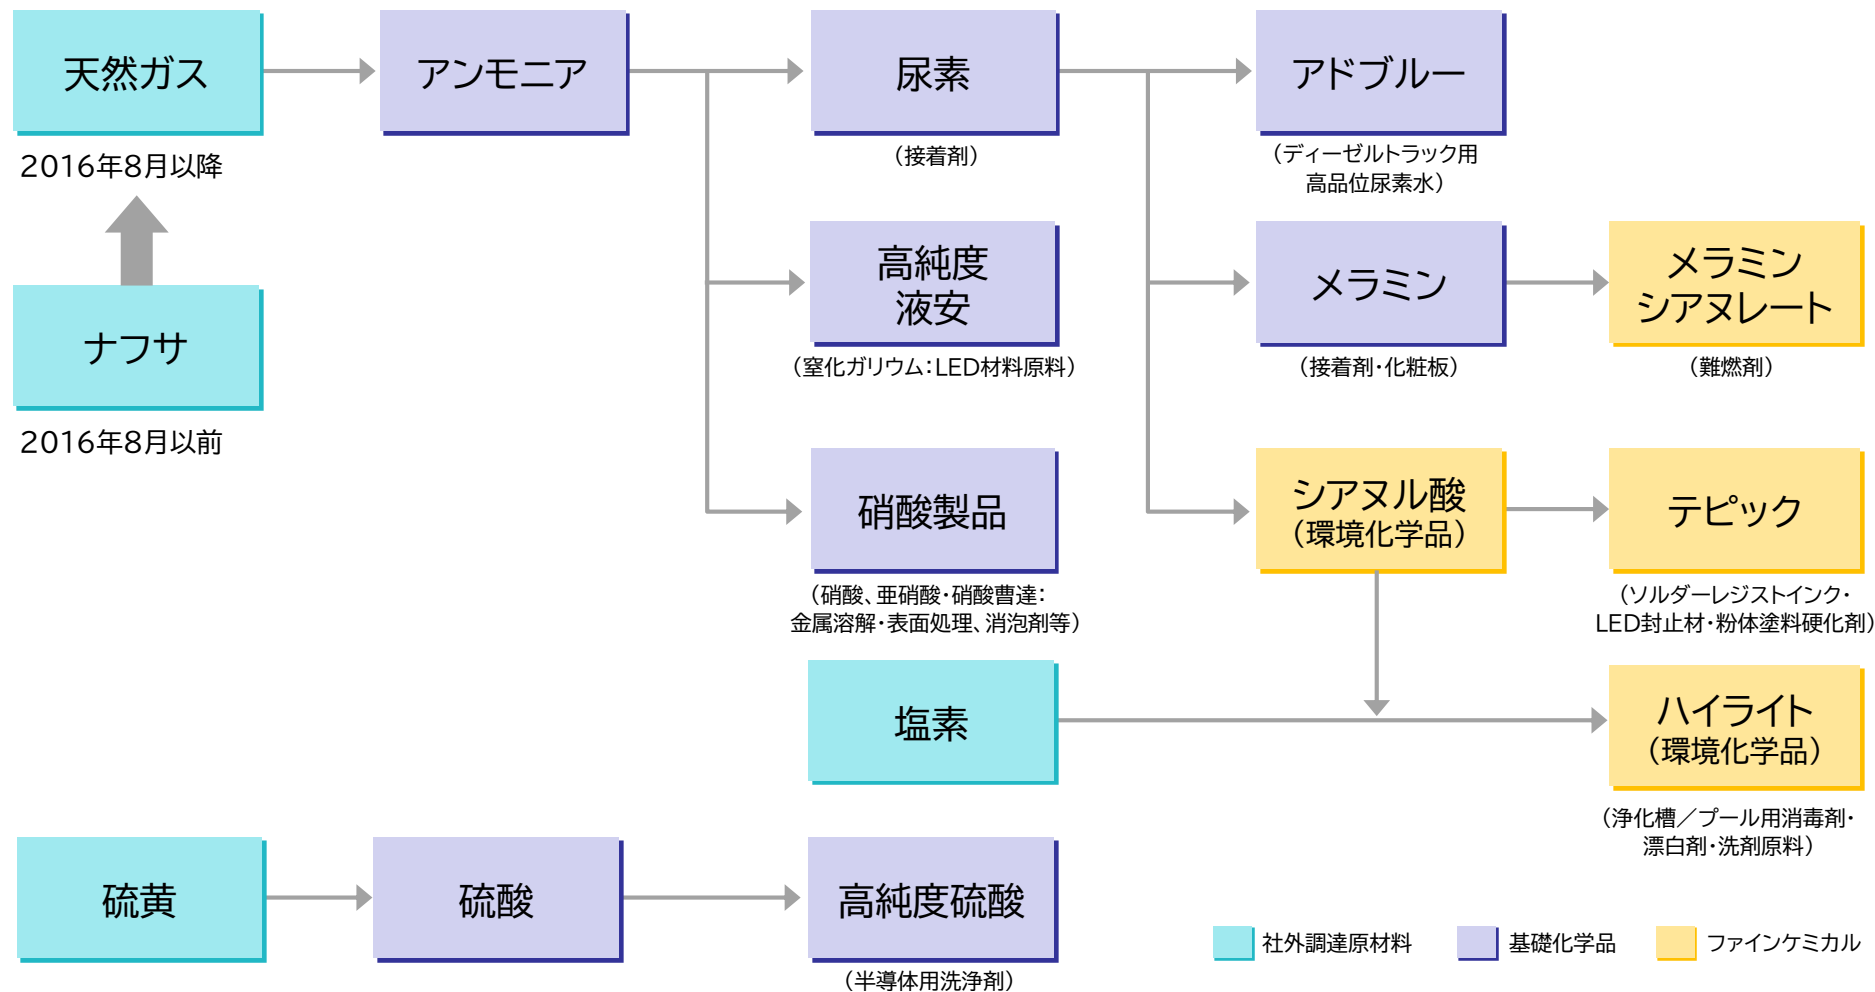 天然ガス
アンモニア
尿素
アドブルー
2016年8月以降
（接着剤）
（ディーゼルトラック用
高品位尿素水）
ナフサ
2016年8月以前
高純度
液安
（窒化ガリウム：LED材料原料）
メラミン
（接着剤・化粧板）
メラミン
シアヌレート
（難燃剤）
硝酸製品
（硝酸、亜硝酸・硝酸曹達：
金属溶解・表面処理、消泡剤等）
シアヌル酸
（環境化学品）
テピック
（ソルダーレジストインク・
LED封止材・粉体塗料硬化剤）
塩素
ハイライト
（環境化学品）
（浄化槽／プール用消毒剤・
漂白剤・洗剤原料）
硫黄
硫酸
高純度硫酸
（半導体用洗浄剤）
社外調達原材料
基礎化学品
ファインケミカル